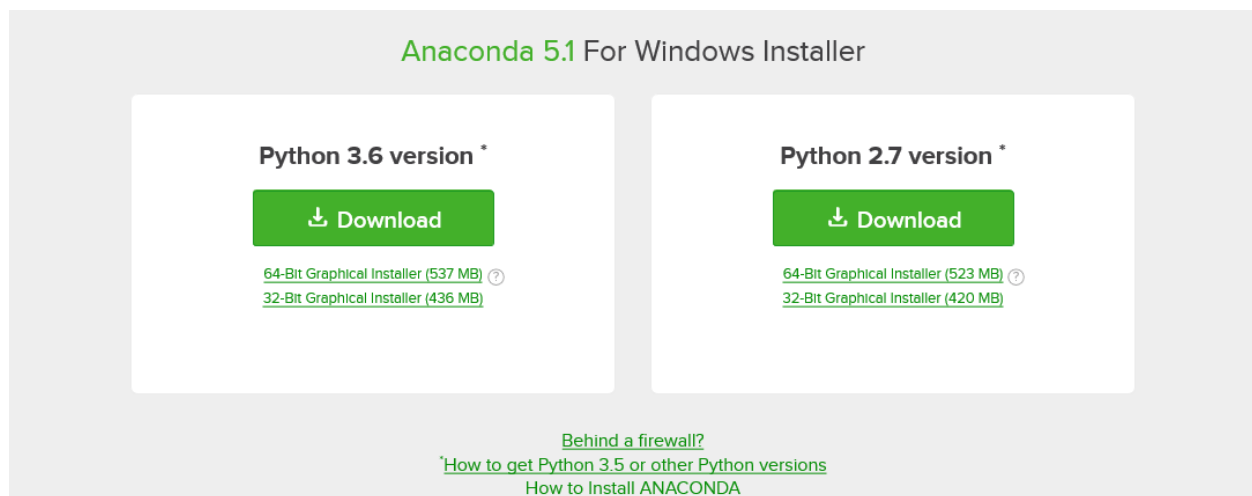 Anaconda 5.1 For Windows Installer
Python 3.6 version *
Download
64-Bit Graphical Installer (537 MB) ?
32-Bit Graphical Installer (436 MB)
Python 2.7 version *
Download
64-Bit Graphical Installer (523 MB) ?
32-Bit Graphical Installer (420 MB)
Behind a firewall?
*How to get Python 3.5 or other Python versions
How to Install ANACONDA